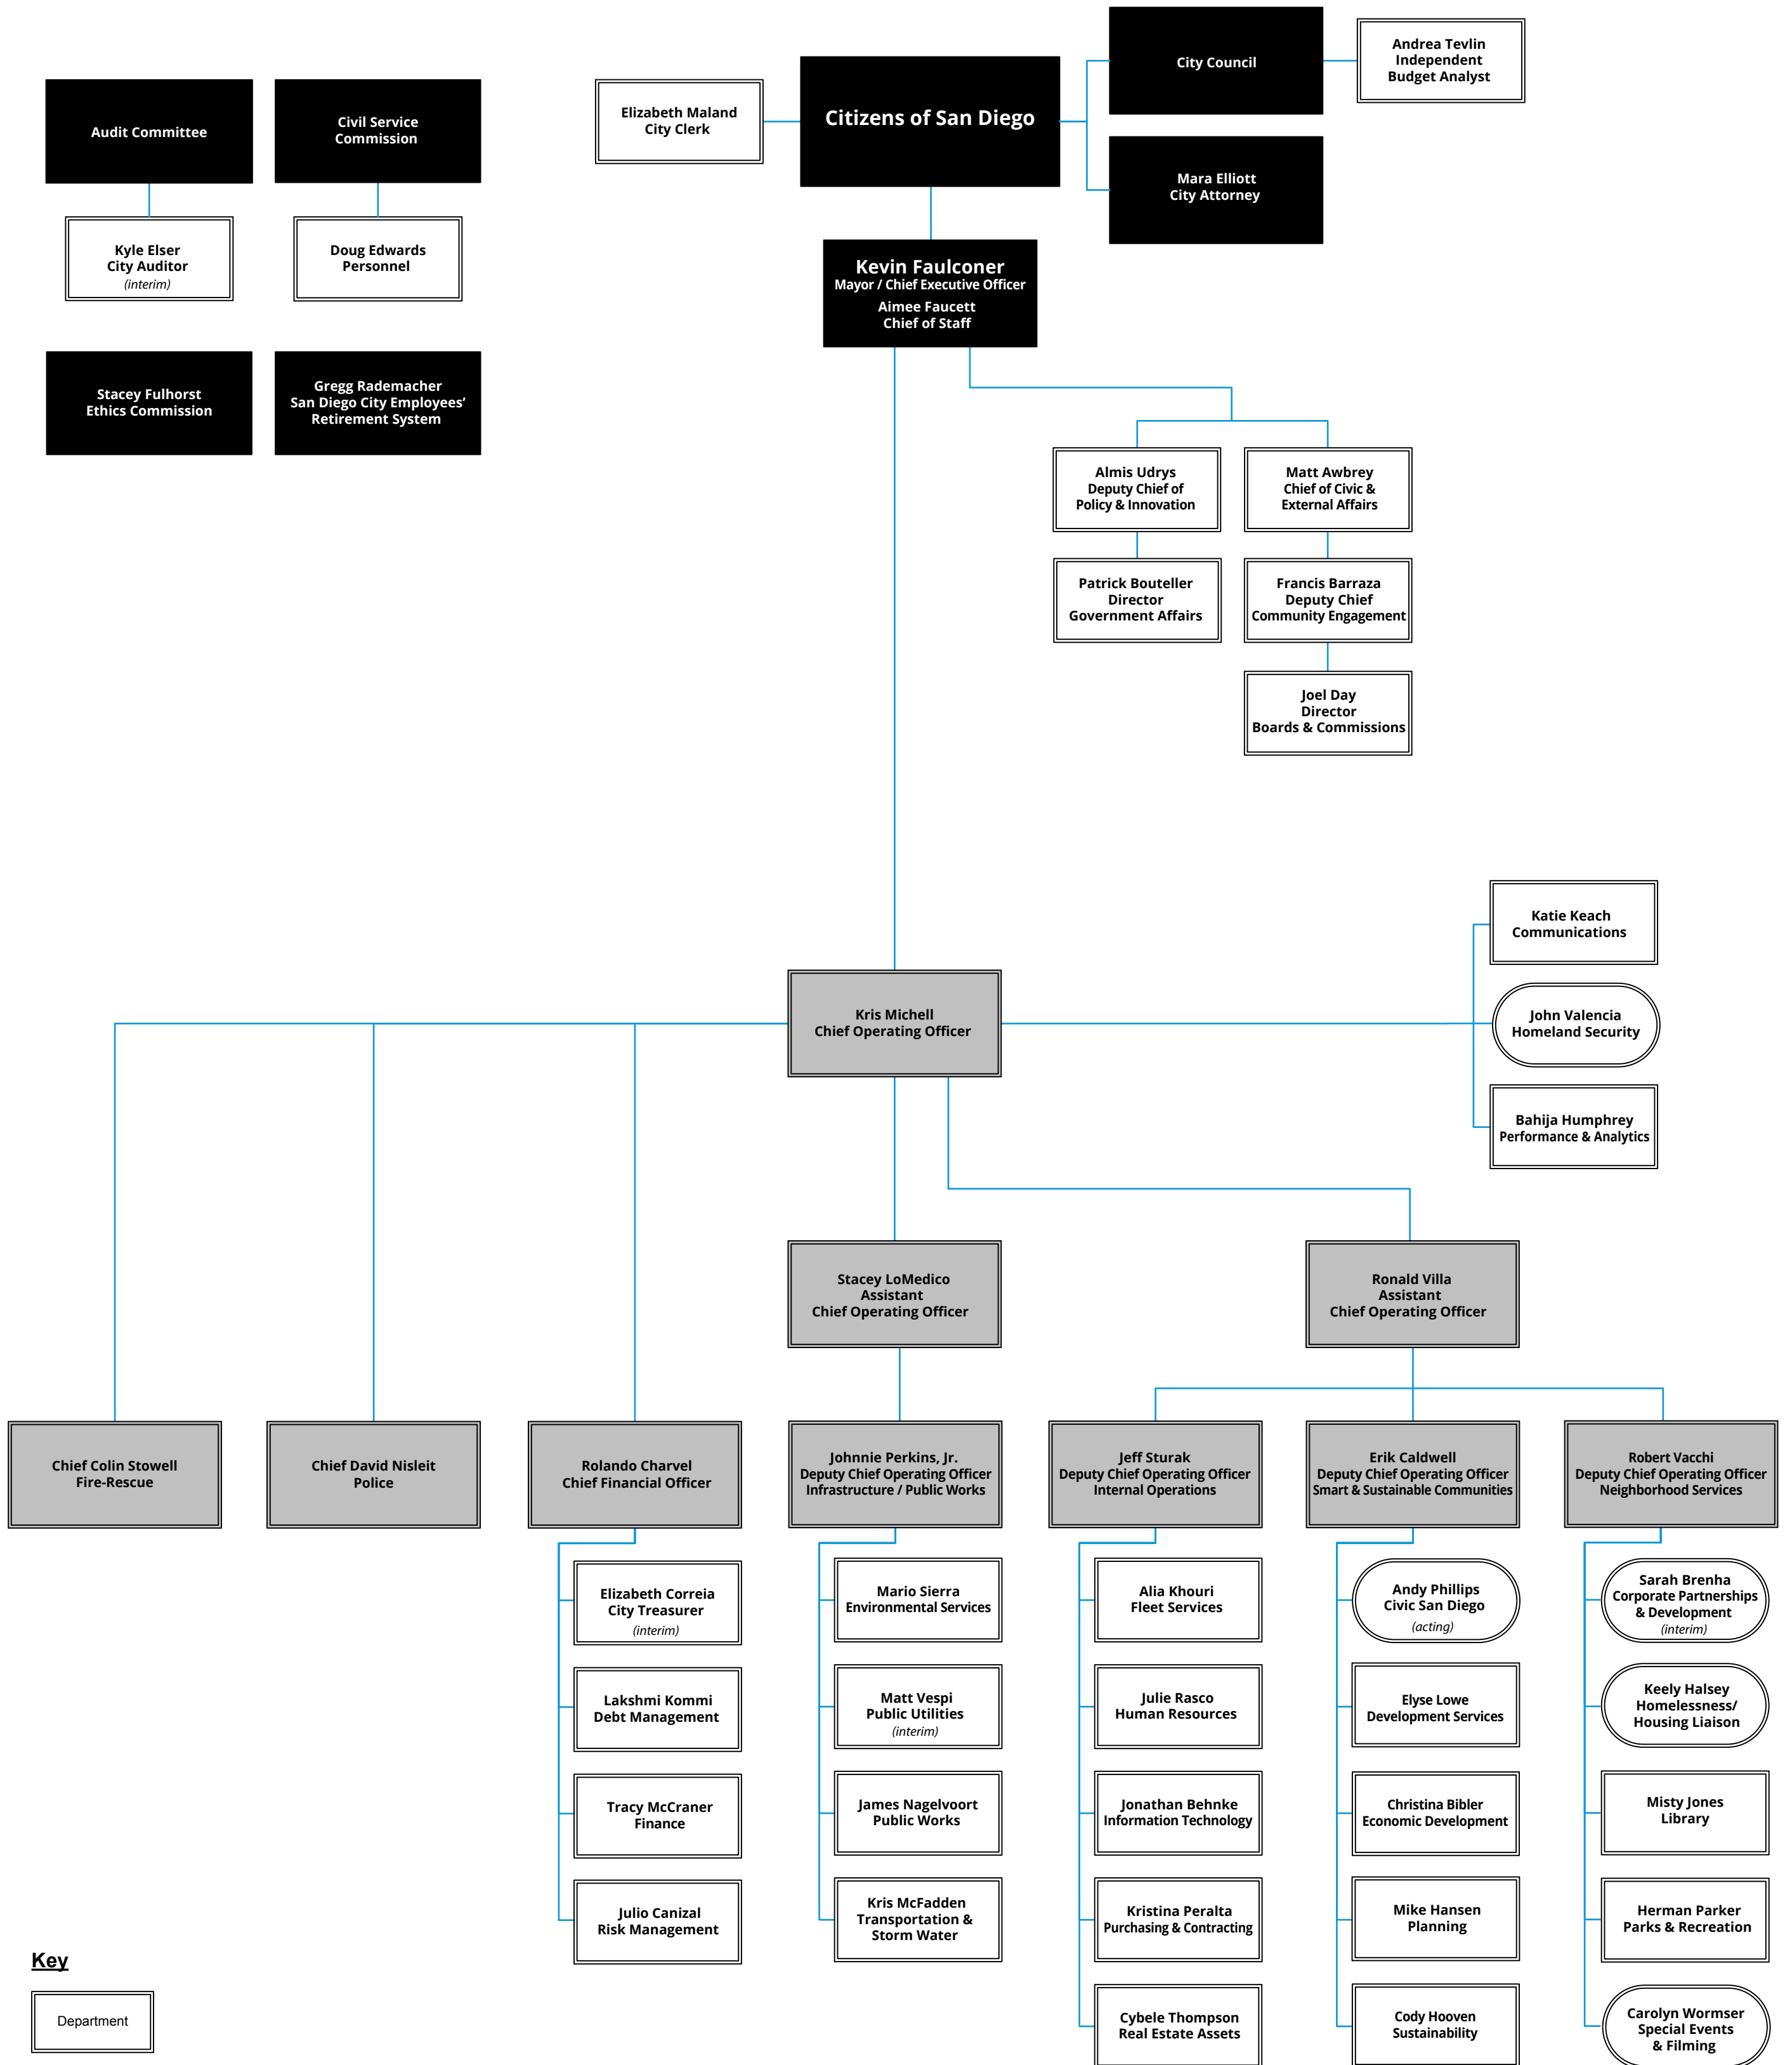 Citizens of San Diego
Elizabeth Maland
City Clerk
City Council
Andrea Tevlin
Independent
Budget Analyst
Mara Elliott
City Attorney
Audit Committee
Civil Service
Commission
Kyle Elser
City Auditor
(interim)
Doug Edwards
Personnel
Stacey Fulhorst
Ethics Commission
Gregg Rademacher
San Diego City Employees’
Retirement System
Kevin Faulconer
Mayor / Chief Executive Officer
Aimee Faucett
Chief of Staff
Almis Udrys
Deputy Chief of
Policy & Innovation
Matt Awbrey
Chief of Civic &
External Affairs
Patrick Bouteller
Director
Government Affairs
Francis Barraza
Deputy Chief
Community Engagement
Joel Day
Director
Boards & Commissions
Katie Keach
Communications
Kris Michell
Chief Operating Officer
John Valencia
Homeland Security
Bahija Humphrey
Performance & Analytics
Stacey LoMedico
Assistant
Chief Operating Officer
Ronald Villa
Assistant
Chief Operating Officer
Chief Colin Stowell
Fire-Rescue
Chief David Nisleit
Police
Rolando Charvel
Chief Financial Officer
Johnnie Perkins, Jr.
Deputy Chief Operating Officer
Infrastructure / Public Works
Jeff Sturak
Deputy Chief Operating Officer
Internal Operations
Erik Caldwell
Deputy Chief Operating Officer
Smart & Sustainable Communities
Robert Vacchi
Deputy Chief Operating Officer
Neighborhood Services
Elizabeth Correia
City Treasurer
(interim)
Lakshmi Kommi
Debt Management
Tracy McCraner
Finance
Julio Canizal
Risk Management
Mario Sierra
Environmental Services
Matt Vespi
Public Utilities
(interim)
James Nagelvoort
Public Works
Kris McFadden
Transportation &
Storm Water
Alia Khouri
Fleet Services
Julie Rasco
Human Resources
Jonathan Behnke
Information Technology
Kristina Peralta
Purchasing & Contracting
Cybele Thompson
Real Estate Assets
Andy Phillips
Civic San Diego
(acting)
Elyse Lowe
Development Services
Christina Bibler
Economic Development
Mike Hansen
Planning
Cody Hooven
Sustainability
Sarah Brenha
Corporate Partnerships
& Development
(interim)
Keely Halsey
Homelessness/
Housing Liaison
Misty Jones
Library
Herman Parker
Parks & Recreation
Carolyn Wormser
Special Events
& Filming
Key
Department